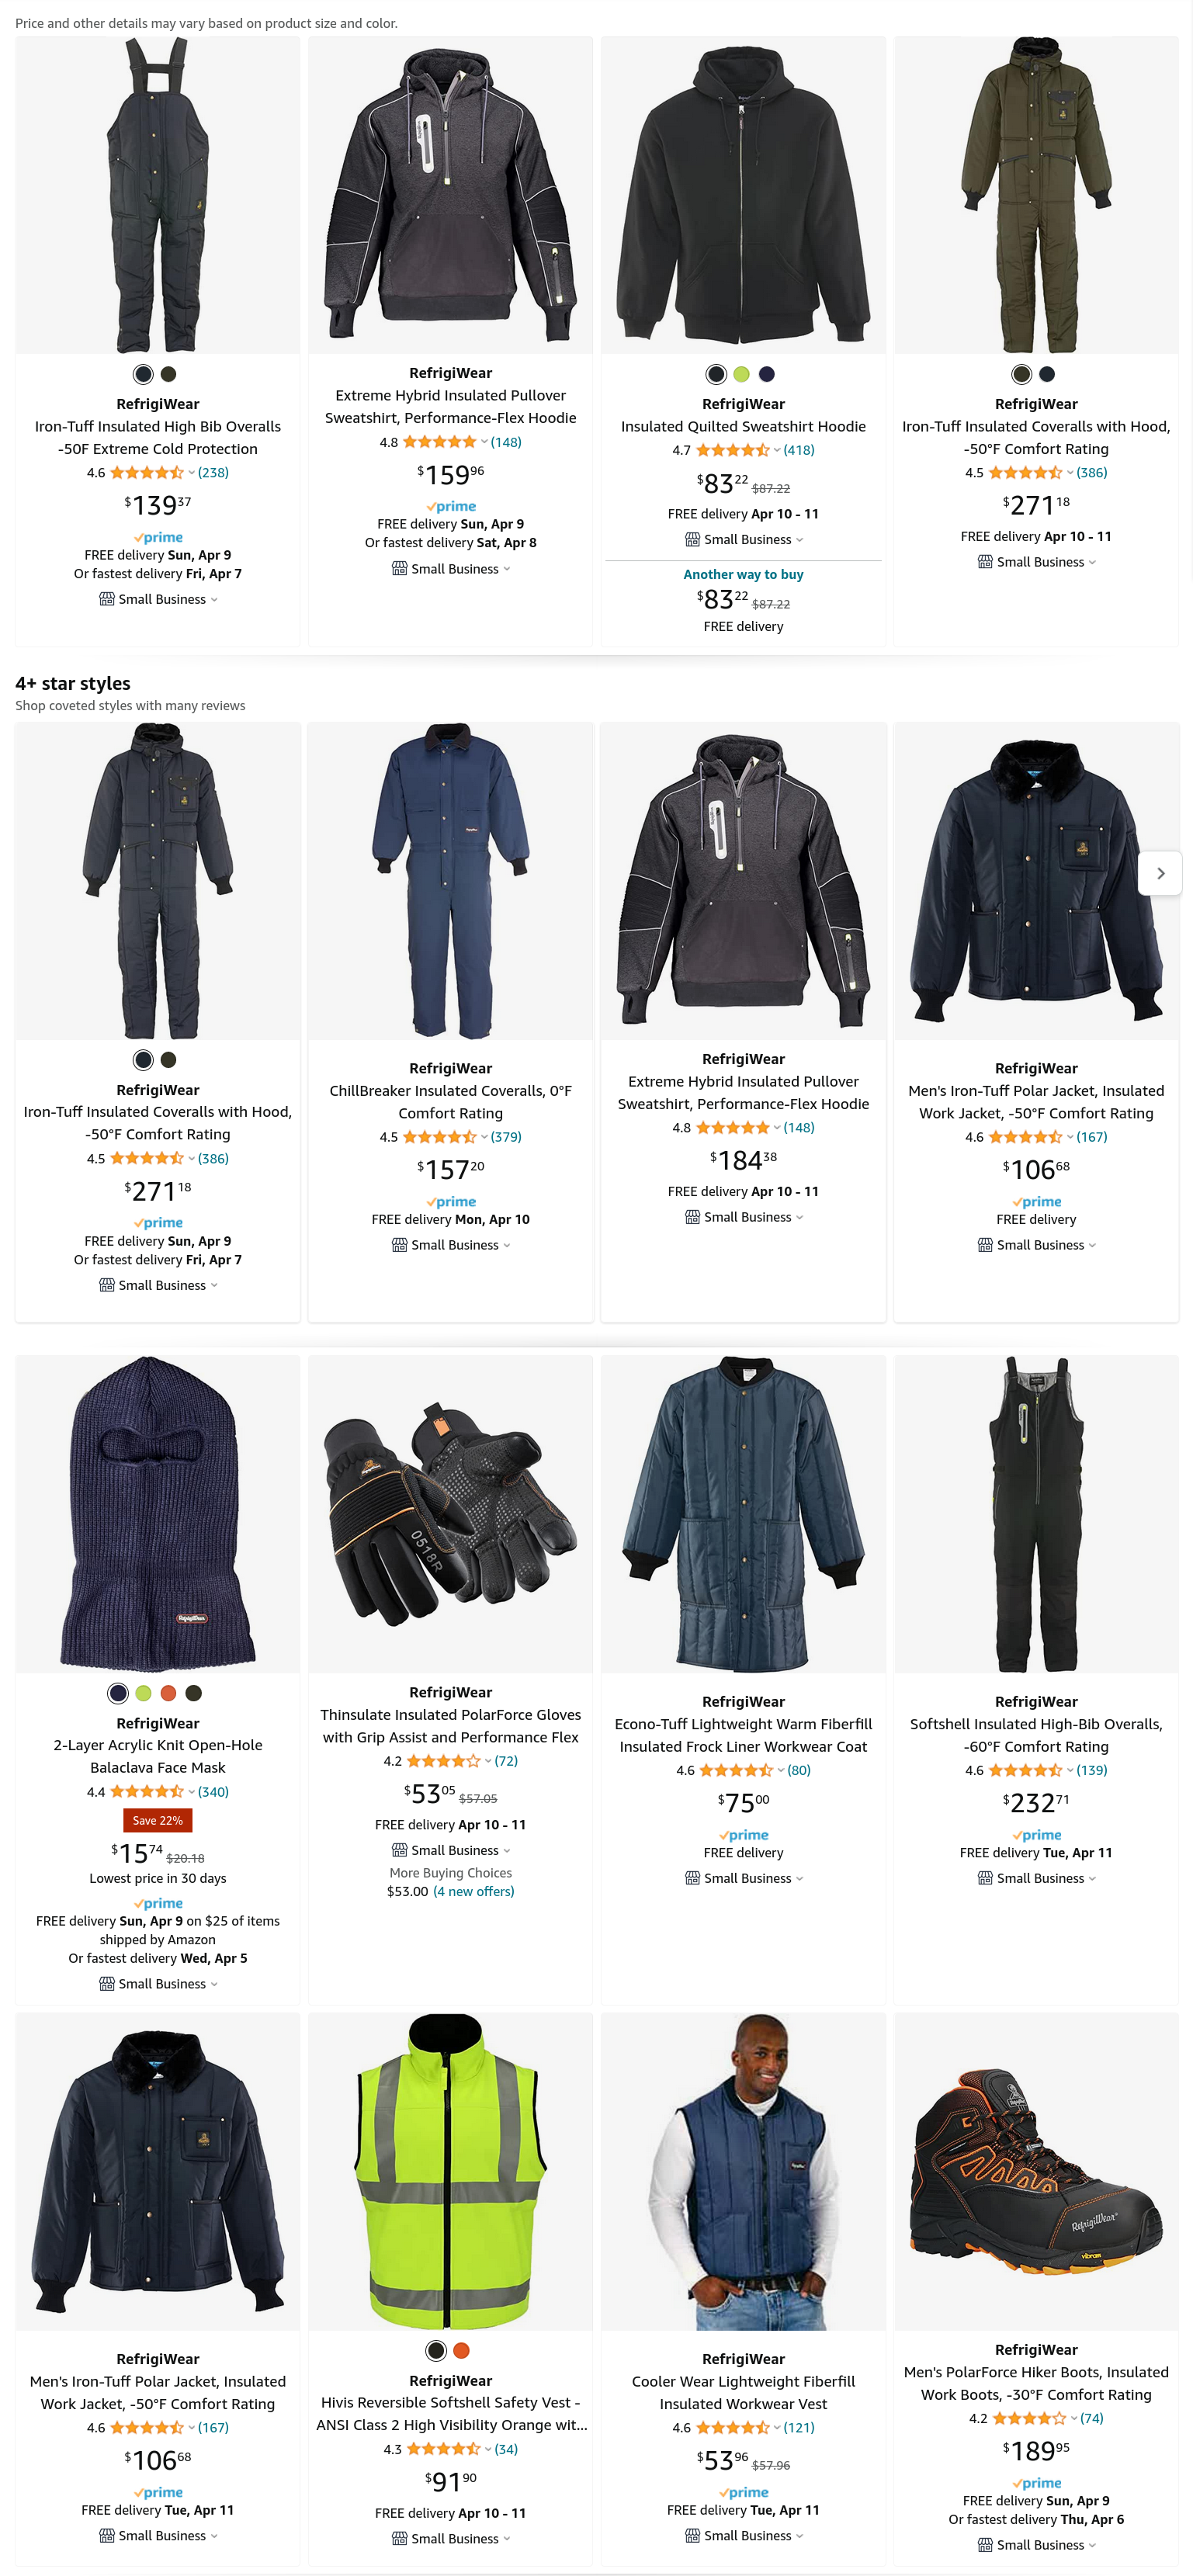 Price and other details may vary based on product size and color.
RefrigiWear
Iron-Tuff Insulated High Bib Overalls
-50F Extreme Cold Protection
4.6 (238)
$139 37
prime
FREE delivery Sun, Apr 9
Or fastest delivery Fri, Apr 7
Small Business
RefrigiWear
Extreme Hybrid Insulated Pullover
Sweatshirt, Performance-Flex Hoodie
4.8 (148)
$159 96
prime
FREE delivery Sun, Apr 9
Or fastest delivery Sat, Apr 8
Small Business
RefrigiWear
Insulated Quilted Sweatshirt Hoodie
4.7 (418)
$83 22 $87.22
FREE delivery Apr 10 - 11
Small Business
Another way to buy
$83 22 $87.22
FREE delivery
RefrigiWear
Iron-Tuff Insulated Coveralls with Hood,
-50°F Comfort Rating
4.5 (386)
$271 18
FREE delivery Apr 10 - 11
Small Business
4+ star styles
Shop coveted styles with many reviews
RefrigiWear
Iron-Tuff Insulated Coveralls with Hood,
-50°F Comfort Rating
4.5 (386)
$271 18
prime
FREE delivery Sun, Apr 9
Or fastest delivery Fri, Apr 7
Small Business
RefrigiWear
ChillBreaker Insulated Coveralls, 0°F
Comfort Rating
4.5 (379)
$157 20
prime
FREE delivery Mon, Apr 10
Small Business
RefrigiWear
Extreme Hybrid Insulated Pullover
Sweatshirt, Performance-Flex Hoodie
4.8 (148)
$184 38
FREE delivery Apr 10 - 11
Small Business
RefrigiWear
Men's Iron-Tuff Polar Jacket, Insulated
Work Jacket, -50°F Comfort Rating
4.6 (167)
$106 68
prime
FREE delivery
Small Business
RefrigiWear
RefrigiWear
2-Layer Acrylic Knit Open-Hole
Balaclava Face Mask
4.4 (340)
Save 22%
$15 74 $20.18
Lowest price in 30 days
prime
FREE delivery Sun, Apr 9 on $25 of items
shipped by Amazon
Or fastest delivery Wed, Apr 5
Small Business
0518R
RefrigiWear
Thinsulate Insulated PolarForce Gloves
with Grip Assist and Performance Flex
4.2 (72)
$53 05 $57.05
FREE delivery Apr 10 - 11
Small Business
More Buying Choices
$53.00 (4 new offers)
RefrigiWear
Econo-Tuff Lightweight Warm Fiberfill
Insulated Frock Liner Workwear Coat
4.6 (80)
$75 00
prime
FREE delivery
Small Business
RefrigiWear
Softshell Insulated High-Bib Overalls,
-60°F Comfort Rating
4.6 (139)
$232 71
prime
FREE delivery Tue, Apr 11
Small Business
RefrigiWear
Men's Iron-Tuff Polar Jacket, Insulated
Work Jacket, -50°F Comfort Rating
4.6 (167)
$106 68
prime
FREE delivery Tue, Apr 11
Small Business
RefrigiWear
Hivis Reversible Softshell Safety Vest -
ANSI Class 2 High Visibility Orange wit...
4.3 (34)
$91 90
FREE delivery Apr 10 - 11
Small Business
RefrigiWear
Cooler Wear Lightweight Fiberfill
Insulated Workwear Vest
4.6 (121)
$53 96 $57.96
prime
FREE delivery Tue, Apr 11
Small Business
RefrigiWear®
vibram
RefrigiWear
Men's PolarForce Hiker Boots, Insulated
Work Boots, -30°F Comfort Rating
4.2 (74)
$189 95
prime
FREE delivery Sun, Apr 9
Or fastest delivery Thu, Apr 6
Small Business